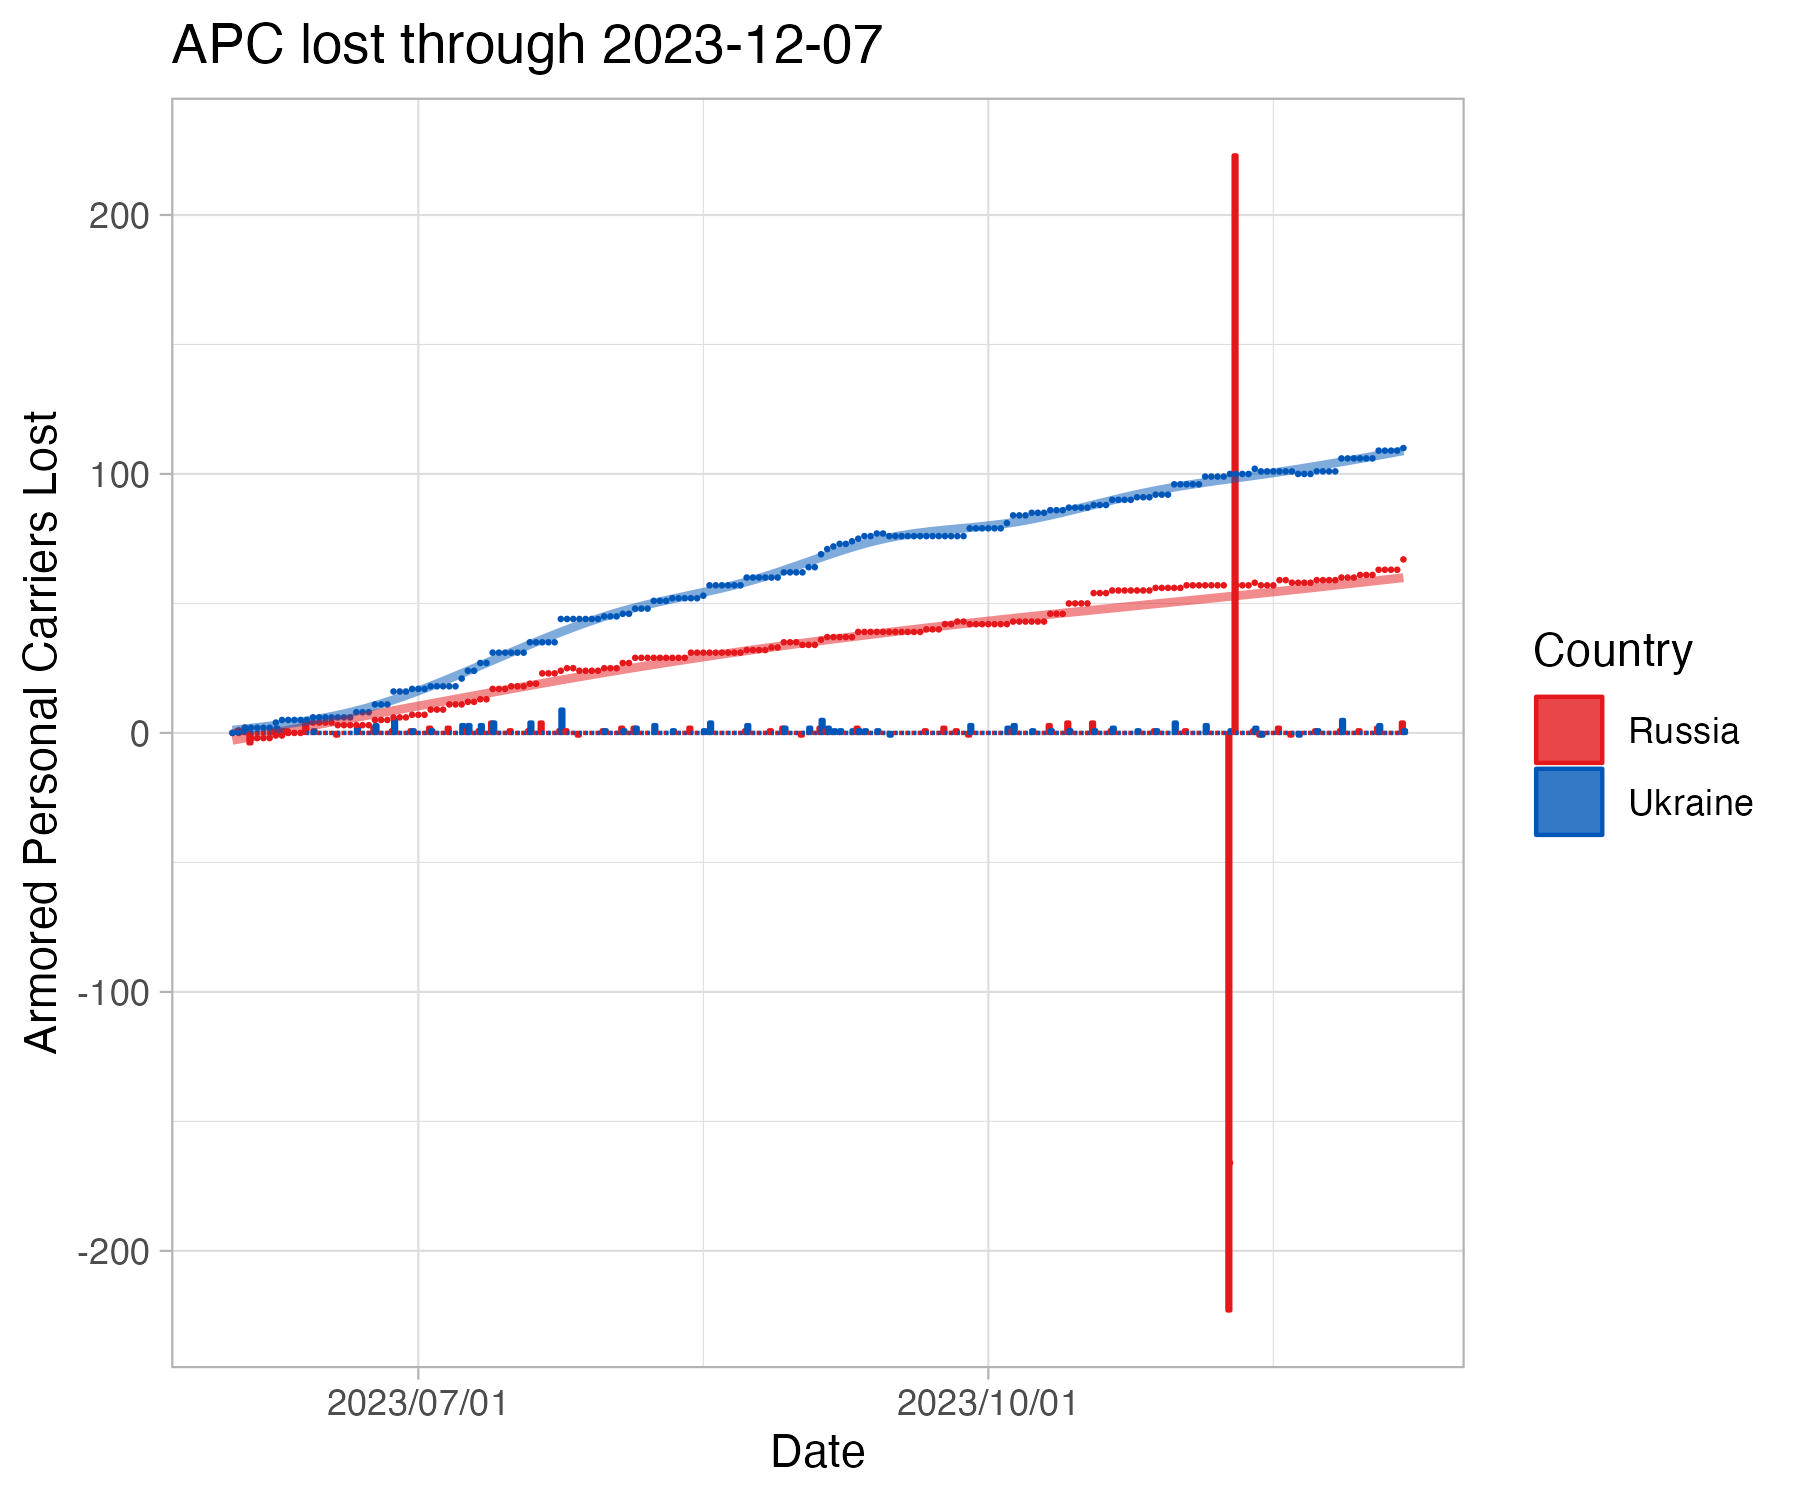 APC lost through 2023-12-07
Armored Personal Carriers Lost
200
100
0
-100
-200
2023/07/01
2023/10/01
Date
Country
Russia
Ukraine